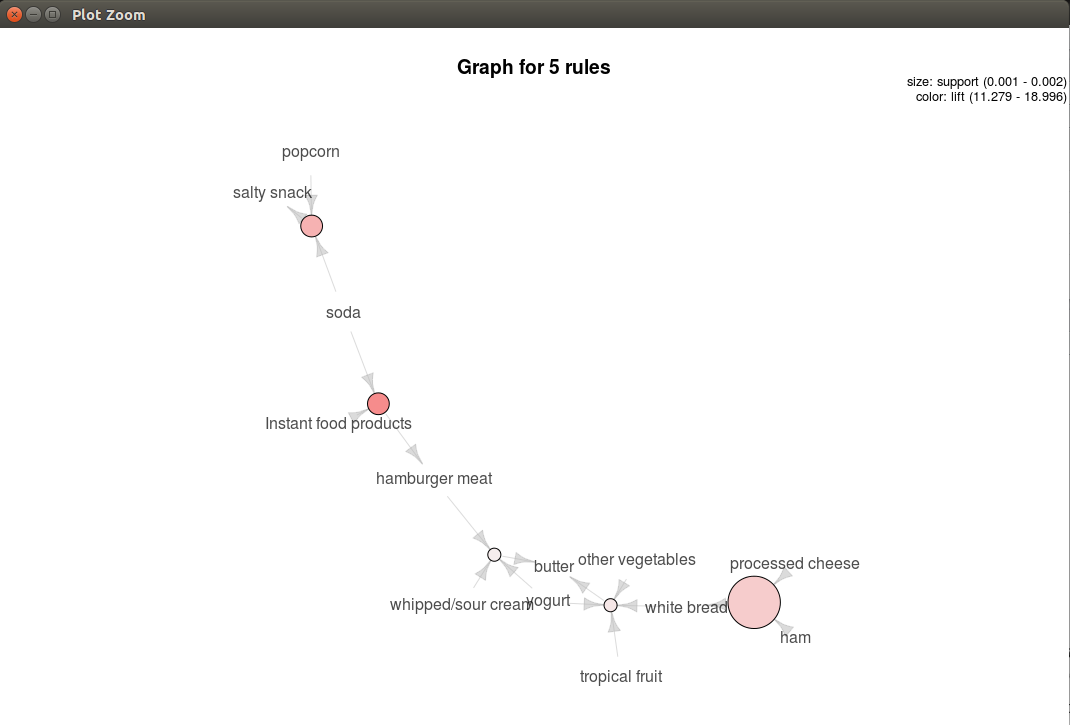 Plot Zoom
Graph for 5 rules
size: support (0.001 - 0.002)
color: lift (11.279 - 18.996)
popcorn
salty snack
soda
Instant food products
hamburger meat
butter
other vegetables
processed cheese
whipped/sour cream
yogurt
white bread
ham
tropical fruit